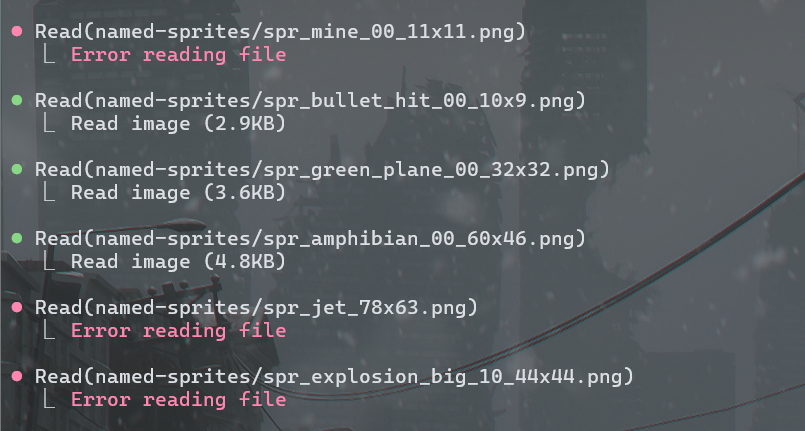 ● Read(named-sprites/spr_mine_00_11x11.png)
⎿ Error reading file
● Read(named-sprites/spr_bullet_hit_00_10x9.png)
⎿ Read image (2.9KB)
● Read(named-sprites/spr_green_plane_00_32x32.png)
⎿ Read image (3.6KB)
● Read(named-sprites/spr_amphibian_00_60x46.png)
⎿ Read image (4.8KB)
● Read(named-sprites/spr_jet_78x63.png)
⎿ Error reading file
● Read(named-sprites/spr_explosion_big_10_44x44.png)
⎿ Error reading file